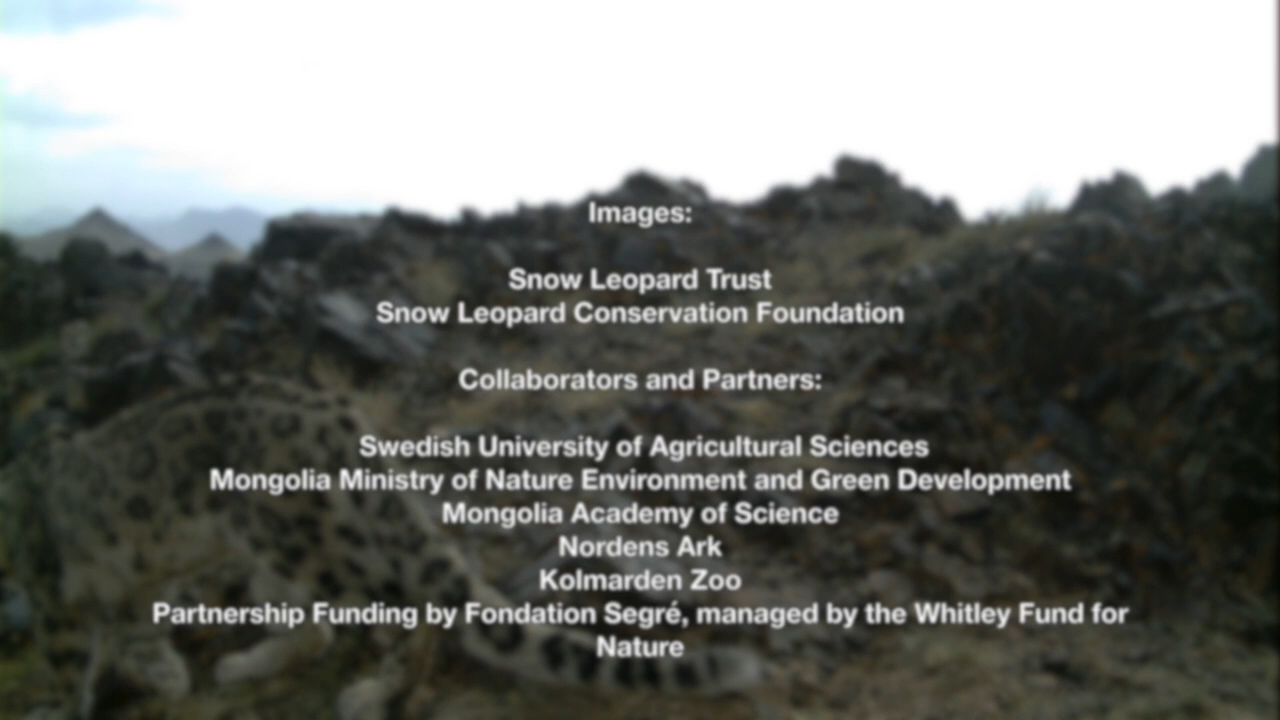 Images:
Snow Leopard Trust
Snow Leopard Conservation Foundation
Collaborators and Partners:
Swedish University of Agricultural Sciences
Mongolia Ministry of Nature Environment and Green Development
Mongolia Academy of Science
Nordens Ark
Kolmarden Zoo
Partnership Funding by Fondation Segré, managed by the Whitley Fund for
Nature